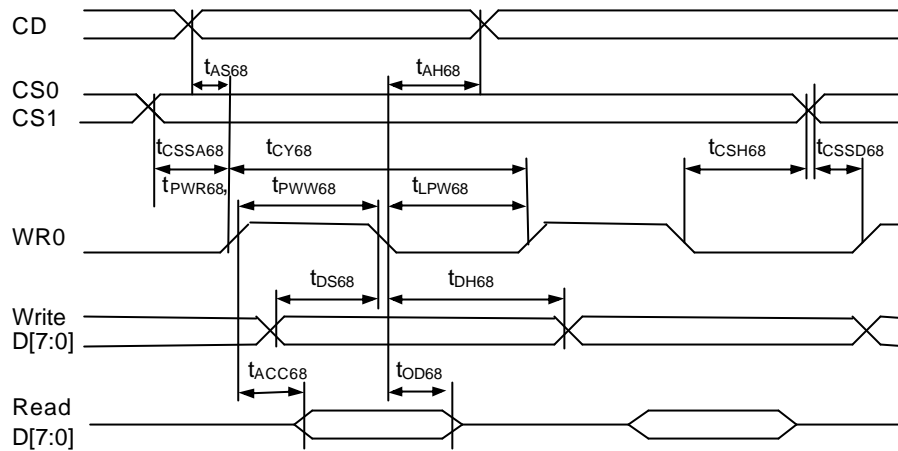 CD
tAS68 tAH68
CS0
CS1
tCSSA68 tCY68 tCSH68 tCSSD68
tPWR68, tPWW68 tLPW68
WR0
tDS68 tDH68
Write
D[7:0]
tACC68 tOD68
Read
D[7:0]